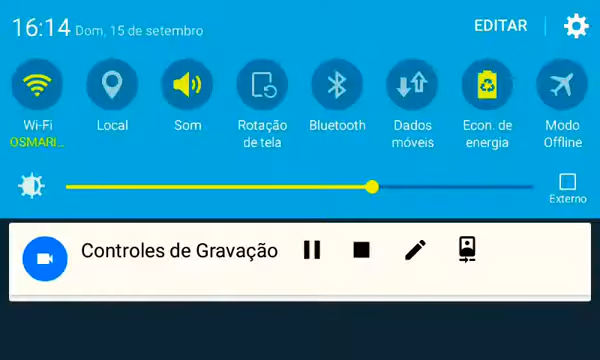 16:14 Dom, 15 de setembro EDITAR
Wi-Fi Local Som Rotação de tela Bluetooth Dados móveis Econ. de energia Modo Offline
OSMARI...
Externo
Controles de Gravação